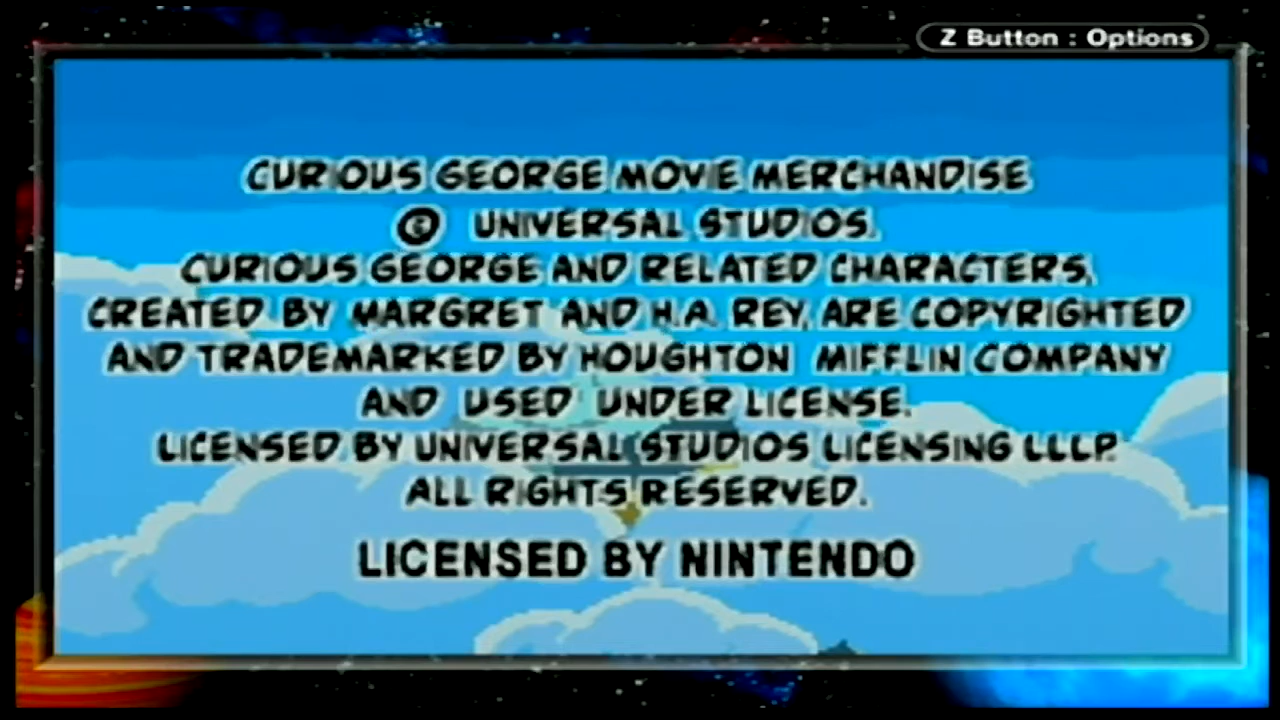 Z Button : Options
CURIOUS GEORGE MOVIE MERCHANDISE
© UNIVERSAL STUDIOS.
CURIOUS GEORGE AND RELATED CHARACTERS,
CREATED BY MARGRET AND H.A. REY, ARE COPYRIGHTED
AND TRADEMARKED BY HOUGHTON MIFFLIN COMPANY
AND USED UNDER LICENSE.
LICENSED BY UNIVERSAL STUDIOS LICENSING LLLP.
ALL RIGHTS RESERVED.
LICENSED BY NINTENDO